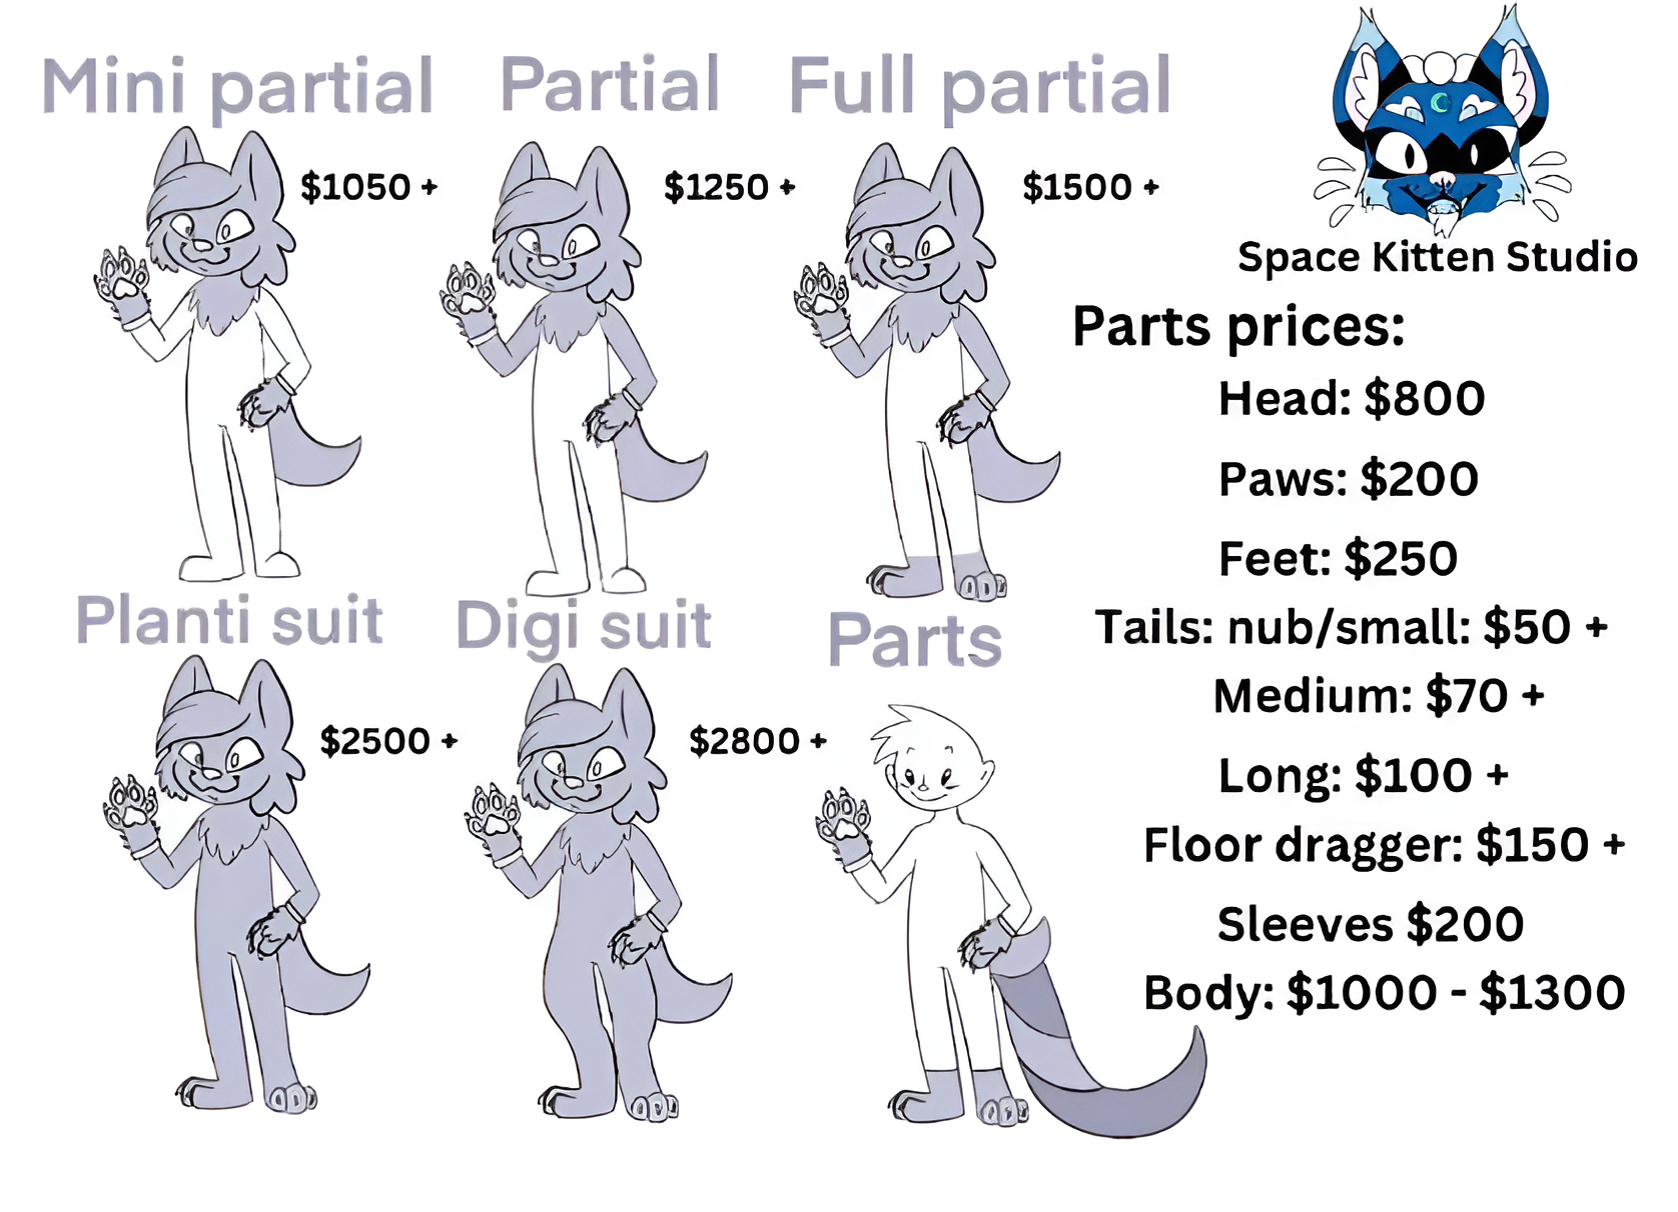 Mini partial
$1050 +
Partial
$1250 +
Full partial
$1500 +
Space Kitten Studio
Planti suit
$2500 +
Digi suit
$2800 +
Parts
Parts prices:
Head: $800
Paws: $200
Feet: $250
Tails: nub/small: $50 +
Medium: $70 +
Long: $100 +
Floor dragger: $150 +
Sleeves $200
Body: $1000 - $1300